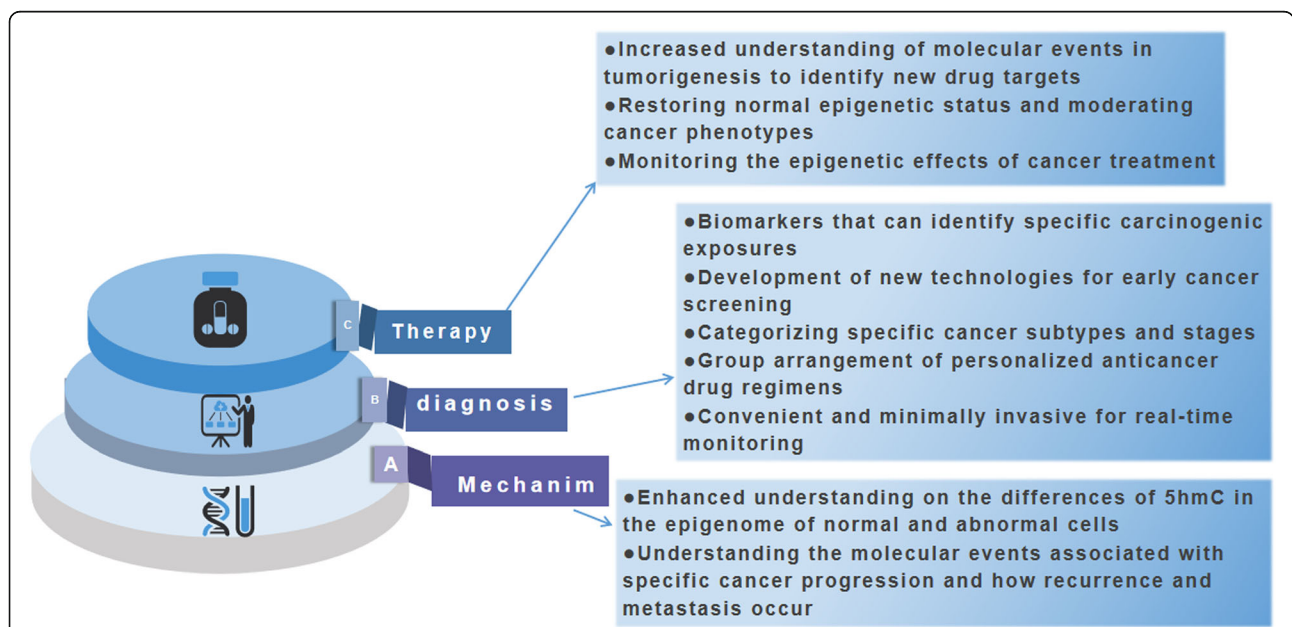 ●Increased understanding of molecular events in
tumorigenesis to identify new drug targets
●Restoring normal epigenetic status and moderating
cancer phenotypes
●Monitoring the epigenetic effects of cancer treatment
C
Therapy
●Biomarkers that can identify specific carcinogenic
exposures
●Development of new technologies for early cancer
screening
●Categorizing specific cancer subtypes and stages
●Group arrangement of personalized anticancer
drug regimens
●Convenient and minimally invasive for real-time
monitoring
B
diagnosis
A
Mechanim
●Enhanced understanding on the differences of 5hmC in
the epigenome of normal and abnormal cells
●Understanding the molecular events associated with
specific cancer progression and how recurrence and
metastasis occur